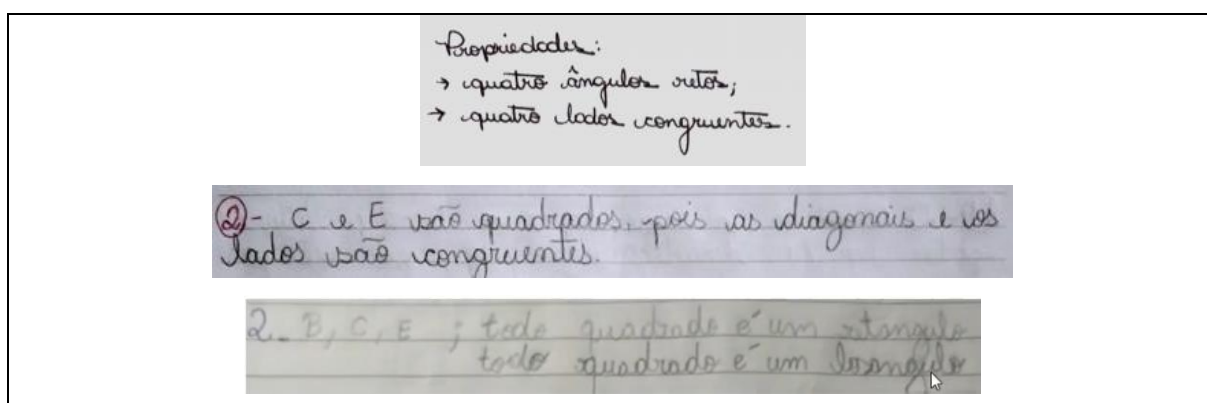 Propriedades:
→ quatro ângulos retos;
→ quatro lados congruentes.
2- C e E são quadrados, pois as diagonais e os
lados são congruentes.
2- B, C, E ; todo quadrado é um retângulo
todo quadrado é um losangulo